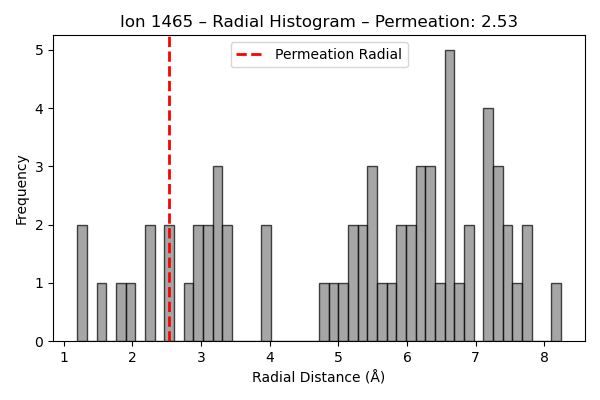 Ion 1465 – Radial Histogram – Permeation: 2.53
Permeation Radial
Frequency
5
4
3
2
1
0
1 2 3 4 5 6 7 8
Radial Distance (Å)